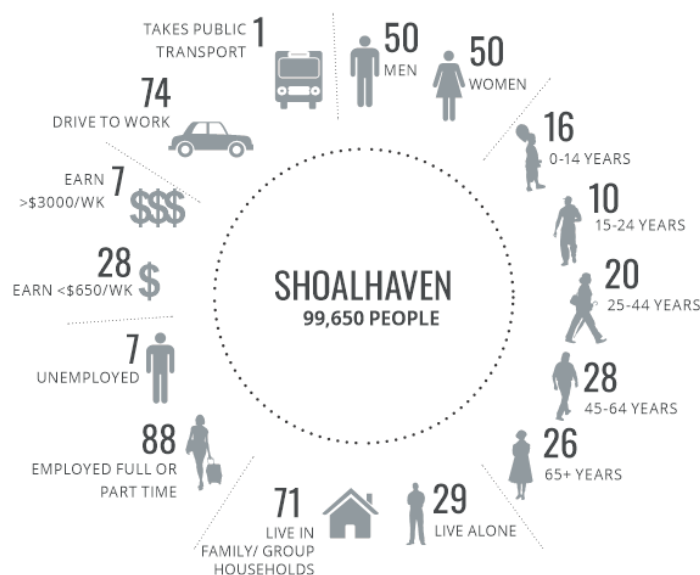 TAKES PUBLIC 1
TRANSPORT
50
MEN
50
WOMEN
74
DRIVE TO WORK
16
0-14 YEARS
EARN 7
>$3000/WK
$$$
10
15-24 YEARS
28
EARN <$650/WK
$
SHOALHAVEN
99,650 PEOPLE
20
25-44 YEARS
7
UNEMPLOYED
28
45-64 YEARS
88
EMPLOYED FULL OR
PART TIME
26
65+ YEARS
71
LIVE IN
FAMILY/ GROUP
HOUSEHOLDS
29
LIVE ALONE